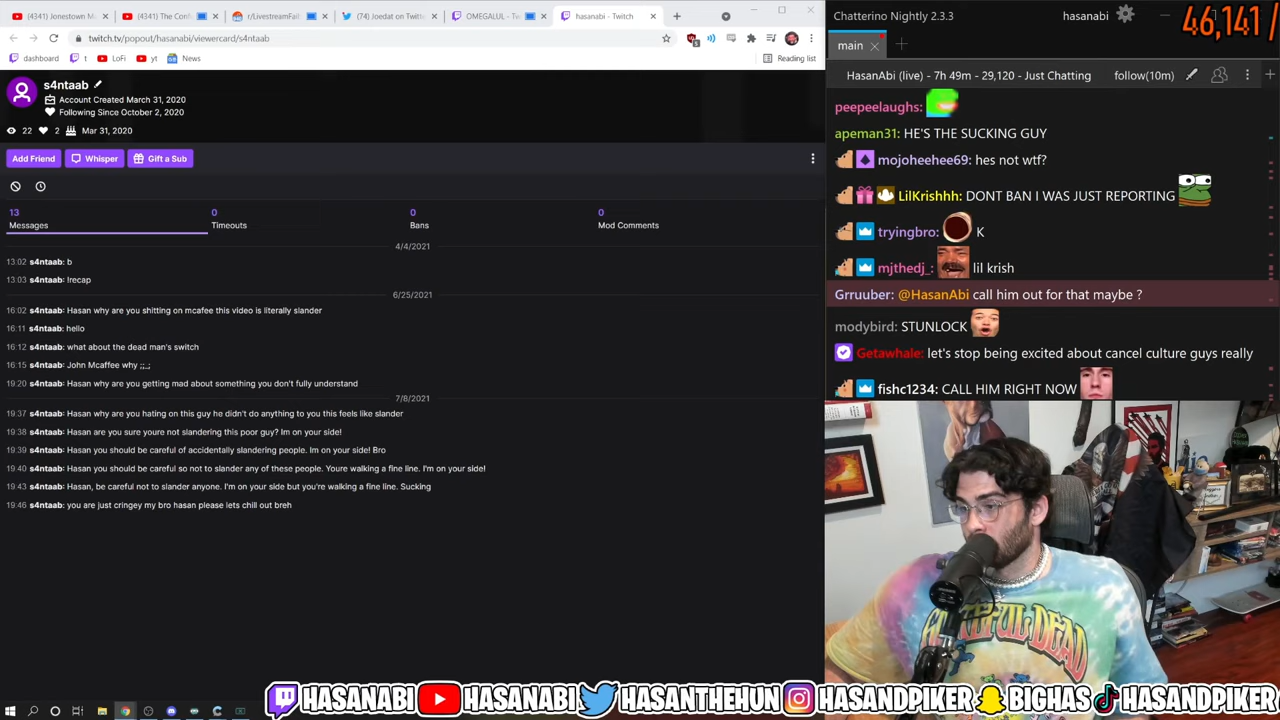 (4341) Jonestown M
(4341) The Conf
r/LivestreamFail
(74) Joedat on Twitte
OMEGALUL - Tw
hasanabi - Twitch
twitch.tv/popout/hasanabi/viewercard/s4ntaab
dashboard
t
LoFi
yt
News
Reading list
s4ntaab
Account Created March 31, 2020
Following Since October 2, 2020
22 2 Mar 31, 2020
Add Friend Whisper Gift a Sub
13 0 0 0
Messages Timeouts Bans Mod Comments
4/4/2021
13:02 s4ntaab: b
13:03 s4ntaab: !recap
6/25/2021
16:02 s4ntaab: Hasan why are you shitting on mcafee this video is literally slander
16:11 s4ntaab: hello
16:12 s4ntaab: what about the dead man's switch
16:15 s4ntaab: John Mcaffee why ;;_;
19:20 s4ntaab: Hasan why are you getting mad about something you don't fully understand
7/8/2021
19:37 s4ntaab: Hasan why are you hating on this guy he didn't do anything to you this feels like slander
19:38 s4ntaab: Hasan are you sure youre not slandering this poor guy? Im on your side!
19:39 s4ntaab: Hasan you should be careful of accidentally slandering people. Im on your side! Bro
19:40 s4ntaab: Hasan you should be careful so not to slander any of these people. Youre walking a fine line. I'm on your side!
19:43 s4ntaab: Hasan, be careful not to slander anyone. I'm on your side but you're walking a fine line. Sucking
19:46 s4ntaab: you are just cringey my bro hasan please lets chill out breh
Chatterino Nightly 2.3.3
hasanabi
46,141 /
main
HasanAbi (live) - 7h 49m - 29,120 - Just Chatting
follow(10m)
peepeelaughs:
apeman31: HE'S THE SUCKING GUY
mojoheehee69: hes not wtf?
LilKrishhh: DONT BAN I WAS JUST REPORTING
tryingbro: K
mjthedj_: lil krish
Grruuber: @HasanAbi call him out for that maybe ?
modybird: STUNLOCK
Getawhale: let's stop being excited about cancel culture guys really
fishc1234: CALL HIM RIGHT NOW
GRATEFUL DEAD
HASANABI HASANABI HASANTHEHUN HASANDPIKER BIGHAS HASANDPIKER